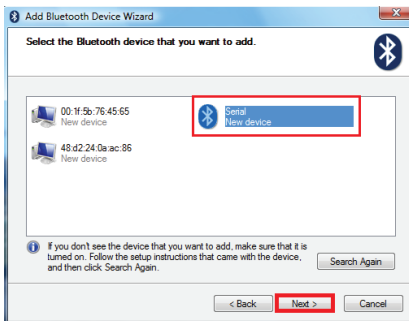 Add Bluetooth Device Wizard
Select the Bluetooth device that you want to add.
00:1f:5b:76:45:65
New device
Serial
New device
48:d2:24:0a:ac:86
New device
If you don't see the device that you want to add, make sure that it is
turned on. Follow the setup instructions that came with the device,
and then click Search Again.
Search Again
< Back
Next >
Cancel